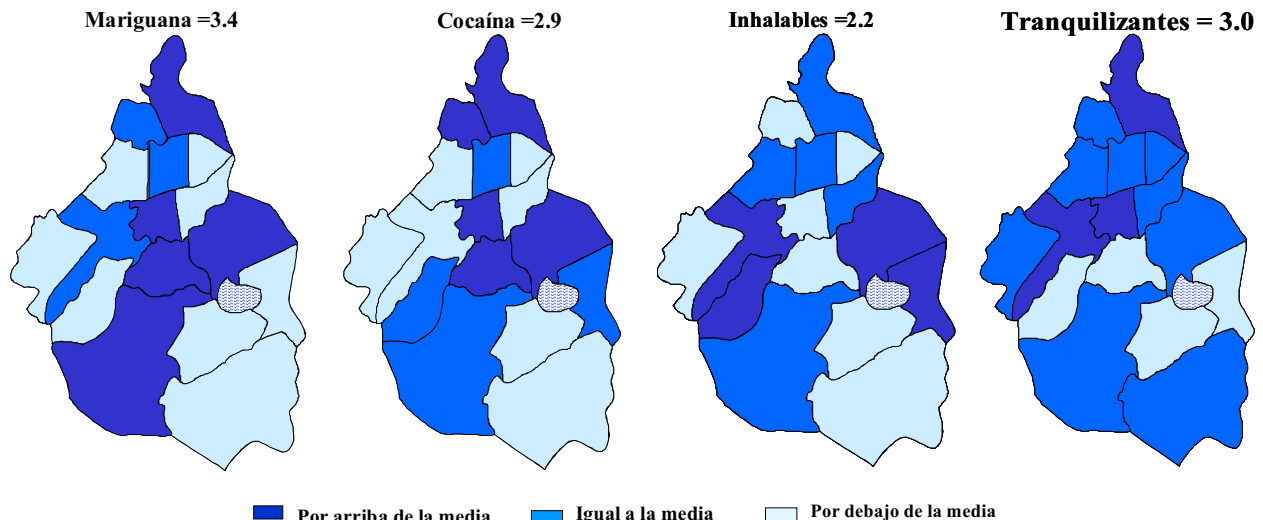 Mariguana =3.4
Cocaína =2.9
Inhalables =2.2
Tranquilizantes = 3.0
Por arriba de la media
Igual a la media
Por debajo de la media